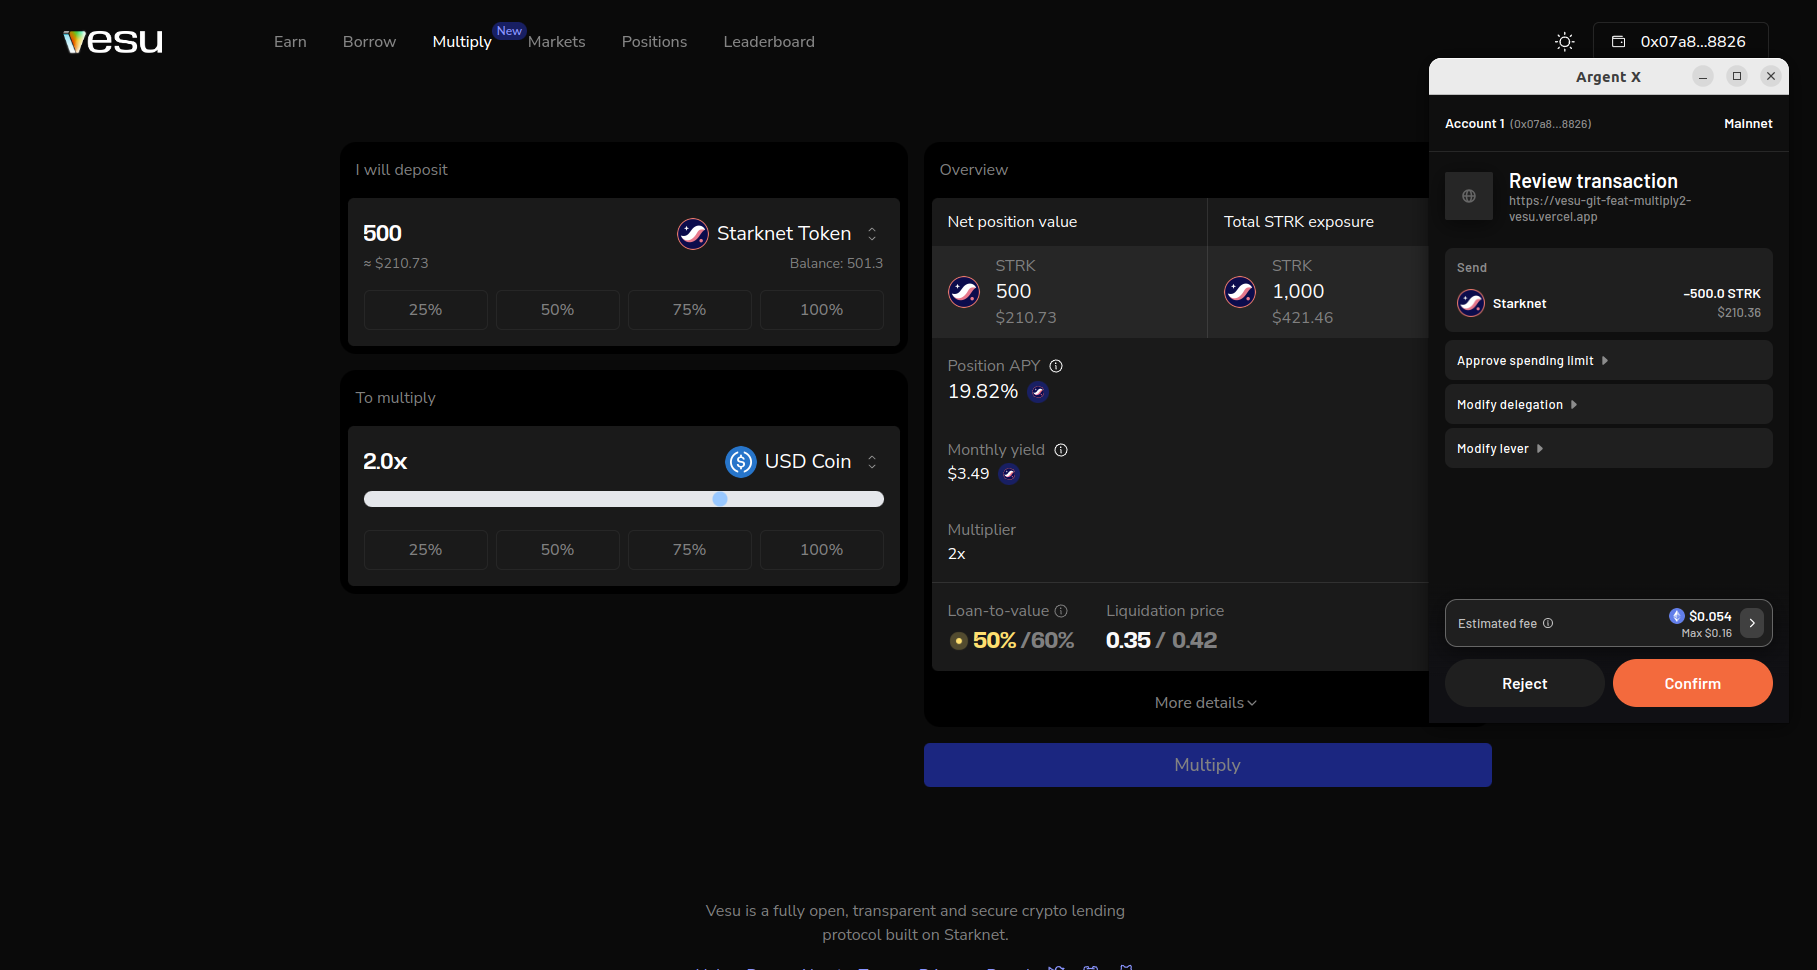 vesu
Earn
Borrow
Multiply
New
Markets
Positions
Leaderboard
0x07a8...8826
I will deposit
500
Starknet Token
≈ $210.73
Balance: 501.3
25%
50%
75%
100%
To multiply
2.0x
USD Coin
25%
50%
75%
100%
Overview
Net position value
Total STRK exposure
STRK
500
$210.73
STRK
1,000
$421.46
Position APY
19.82%
Monthly yield
$3.49
Multiplier
2x
Loan-to-value
50% /60%
Liquidation price
0.35 / 0.42
More details
Multiply
Argent X
Account 1 (0x07a8...8826)
Mainnet
Review transaction
https://vesu-git-feat-multiply2-
vesu.vercel.app
Send
Starknet
-500.0 STRK
$210.36
Approve spending limit
Modify delegation
Modify lever
Estimated fee
$0.054
Max $0.16
Reject
Confirm
Vesu is a fully open, transparent and secure crypto lending
protocol built on Starknet.